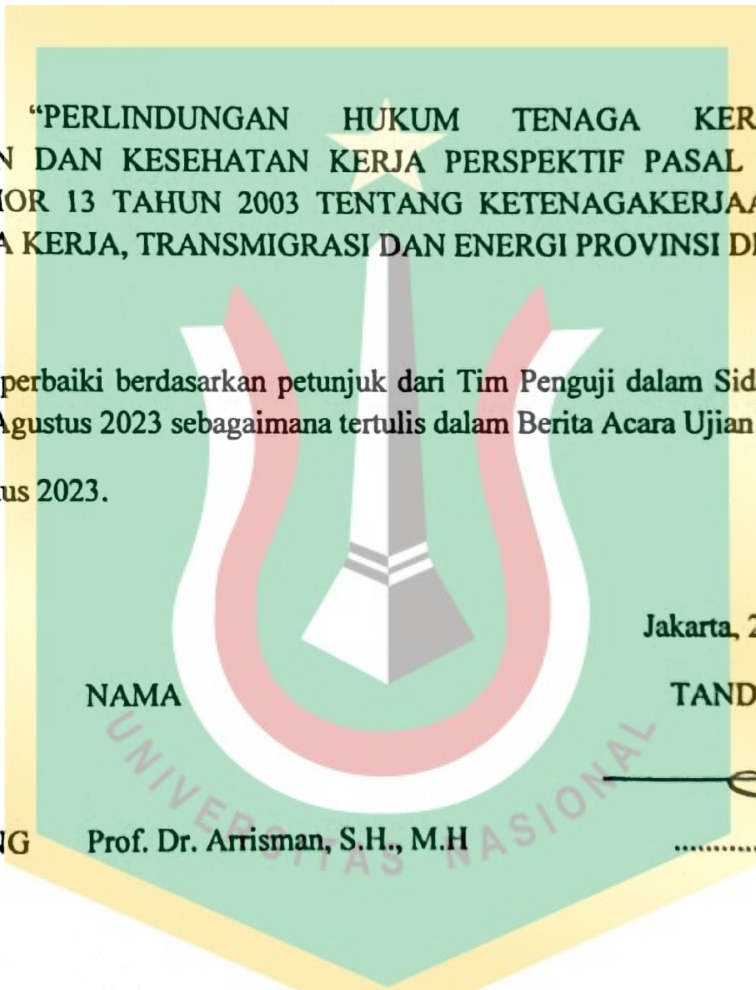 “PERLINDUNGAN HUKUM TENAGA KER
N DAN KESEHATAN KERJA PERSPEKTIF PASAL
OR 13 TAHUN 2003 TENTANG KETENAGAKERJAA
A KERJA, TRANSMIGRASI DAN ENERGI PROVINSI D
perbaiki berdasarkan petunjuk dari Tim Penguji dalam Sid
Agustus 2023 sebagaimana tertulis dalam Berita Acara Ujian
us 2023.
Jakarta, 2
NAMA TAND
UNIVERSITAS NASIONAL
NG Prof. Dr. Arrisman, S.H., M.H ............